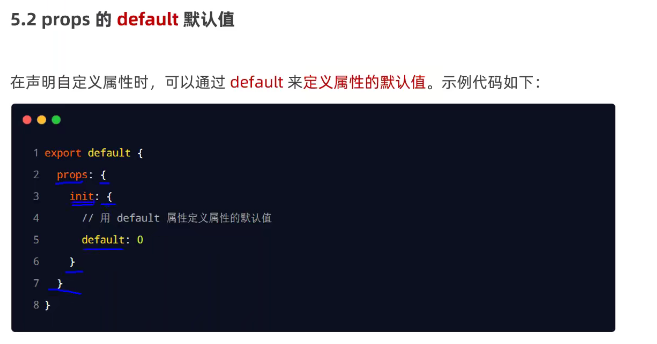 5.2 props 的 default 默认值
在声明自定义属性时，可以通过 default 来定义属性的默认值。示例代码如下：
1 export default {
2   props: {
3     init: {
4       // 用 default 属性定义属性的默认值
5       default: 0
6     }
7   }
8 }